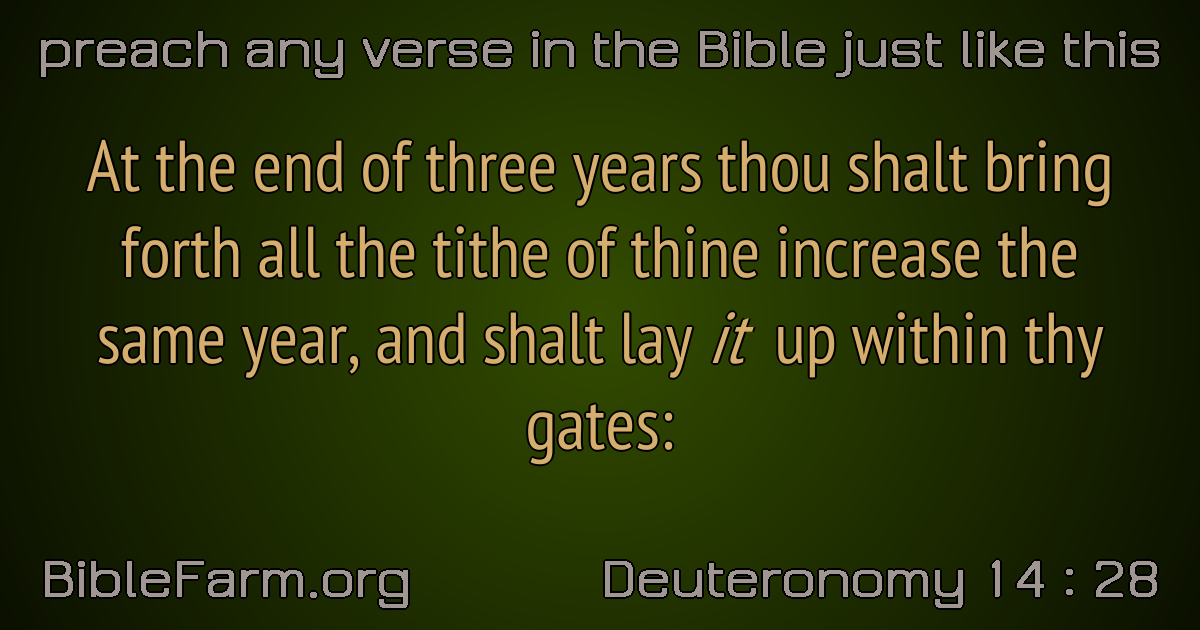 preach any verse in the Bible just like this
At the end of three years thou shalt bring
forth all the tithe of thine increase the
same year, and shalt lay it up within thy
gates:
BibleFarm.org
Deuteronomy 14 : 28